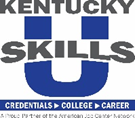 KENTUCKY
SKILLS
U
CREDENTIALS ▸ COLLEGE ▸ CAREER
A Proud Partner of the American Job Center Network